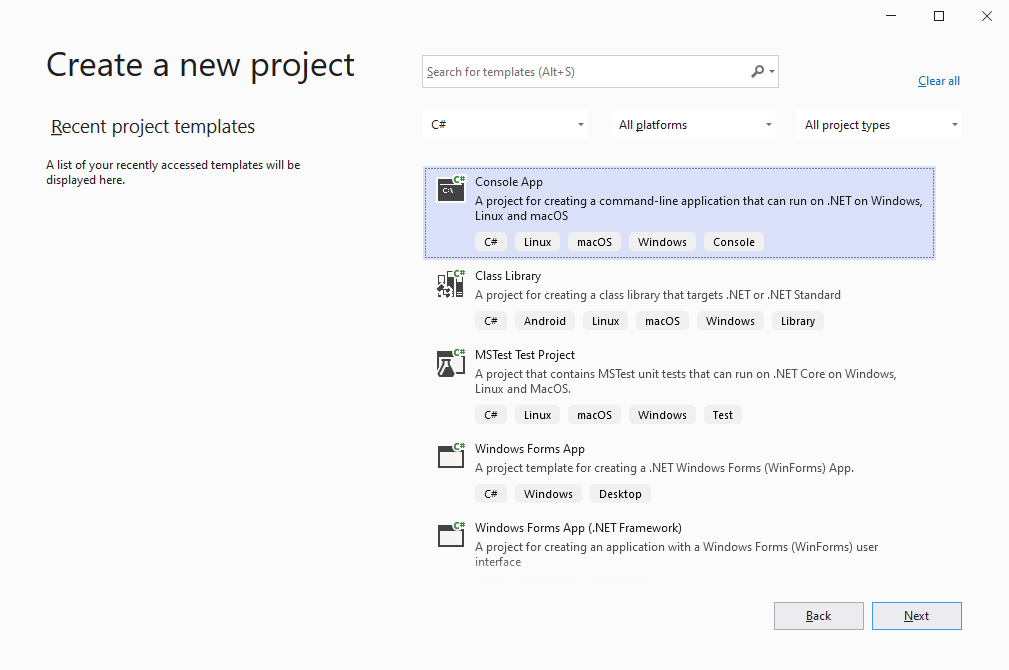 Create a new project
Search for templates (Alt+S)
Clear all
Recent project templates
C#
All platforms
All project types
A list of your recently accessed templates will be
displayed here.
C#
C:\
Console App
A project for creating a command-line application that can run on .NET on Windows,
Linux and macOS
C# Linux macOS Windows Console
C#
Class Library
A project for creating a class library that targets .NET or .NET Standard
C# Android Linux macOS Windows Library
C#
MSTest Test Project
A project that contains MSTest unit tests that can run on .NET Core on Windows,
Linux and MacOS.
C# Linux macOS Windows Test
C#
Windows Forms App
A project template for creating a .NET Windows Forms (WinForms) App.
C# Windows Desktop
C#
Windows Forms App (.NET Framework)
A project for creating an application with a Windows Forms (WinForms) user
interface
Back
Next